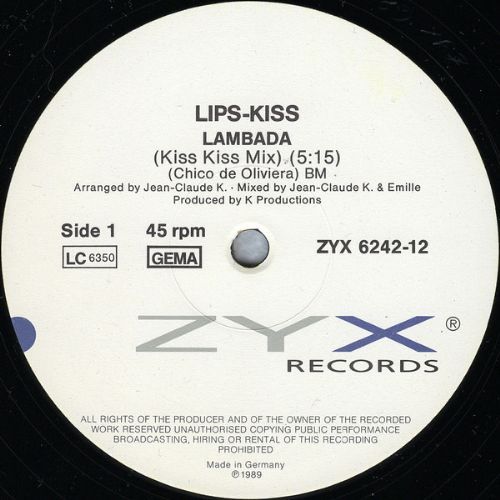 LIPS-KISS
LAMBADA
(Kiss Kiss Mix) (5:15)
(Chico de Oliviera) BM
Arranged by Jean-Claude K. · Mixed by Jean-Claude K. & Emille
Produced by K Productions
Side 1 45 rpm ZYX 6242-12
LC 6350 GEMA
ZYX ®
RECORDS
ALL RIGHTS OF THE PRODUCER AND OF THE OWNER OF THE RECORDED
WORK RESERVED UNAUTHORISED COPYING PUBLIC PERFORMANCE
BROADCASTING, HIRING OR RENTAL OF THIS RECORDING
PROHIBITED
Made in Germany
℗ 1989